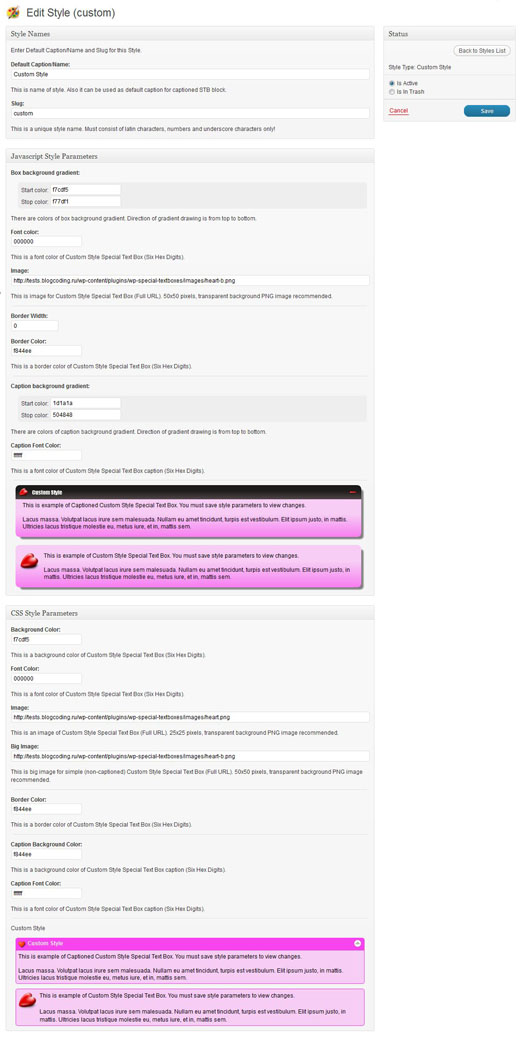 Edit Style (custom)
Style Names
Enter Default Caption/Name and Slug for this Style.
Default Caption/Name:
Custom Style
This is name of style. Also it can be used as default caption for captioned STB block.
Slug:
custom
This is a unique style name. Must consist of latin characters, numbers and underscore characters only!
Status
Back to Styles List
Style Type: Custom Style
Is Active
Is In Trash
Cancel
Save
Javascript Style Parameters
Box background gradient:
Start color: f7cdf5
Stop color: f77df1
There are colors of box background gradient. Direction of gradient drawing is from top to bottom.
Font color:
000000
This is a font color of Custom Style Special Text Box (Six Hex Digits).
Image:
http://tests.blogcoding.ru/wp-content/plugins/wp-special-textboxes/images/heart-b.png
This is image for Custom Style Special Text Box (Full URL). 50x50 pixels, transparent background PNG image recommended.
Border Width:
0
Border Color:
f844ee
This is a border color of Custom Style Special Text Box (Six Hex Digits).
Caption background gradient:
Start color: 1d1a1a
Stop color: 504848
There are colors of caption background gradient. Direction of gradient drawing is from top to bottom.
Caption Font Color:
ffffff
This is a font color of Custom Style Special Text Box caption (Six Hex Digits).
Custom Style
This is example of Captioned Custom Style Special Text Box. You must save style parameters to view changes.
Lacus massa. Volutpat lacus irure sem malesuada. Nullam eu amet tincidunt, turpis est vestibulum. Elit ipsum justo, in mattis.
Ultricies lacus tristique molestie eu, metus iure, et in, mattis sem.
This is example of Custom Style Special Text Box. You must save style parameters to view changes.
Lacus massa. Volutpat lacus irure sem malesuada. Nullam eu amet tincidunt, turpis est vestibulum. Elit ipsum justo, in
mattis. Ultricies lacus tristique molestie eu, metus iure, et in, mattis sem.
CSS Style Parameters
Background Color:
f7cdf5
This is a background color of Custom Style Special Text Box (Six Hex Digits).
Font Color:
000000
This is a font color of Custom Style Special Text Box (Six Hex Digits).
Image:
http://tests.blogcoding.ru/wp-content/plugins/wp-special-textboxes/images/heart.png
This is an image of Custom Style Special Text Box (Full URL). 25x25 pixels, transparent background PNG image recommended.
Big Image:
http://tests.blogcoding.ru/wp-content/plugins/wp-special-textboxes/images/heart-b.png
This is big image for simple (non-captioned) Custom Style Special Text Box (Full URL). 50x50 pixels, transparent background PNG image
recommended.
Border Color:
f844ee
This is a border color of Custom Style Special Text Box (Six Hex Digits).
Caption Background Color:
f844ee
This is a background color of Custom Style Special Text Box caption (Six Hex Digits).
Caption Font Color:
ffffff
This is a font color of Custom Style Special Text Box caption (Six Hex Digits).
Custom Style
Custom Style
This is example of Captioned Custom Style Special Text Box. You must save style parameters to view changes.
Lacus massa. Volutpat lacus irure sem malesuada. Nullam eu amet tincidunt, turpis est vestibulum. Elit ipsum justo, in mattis.
Ultricies lacus tristique molestie eu, metus iure, et in, mattis sem.
This is example of Custom Style Special Text Box. You must save style parameters to view changes.
Lacus massa. Volutpat lacus irure sem malesuada. Nullam eu amet tincidunt, turpis est vestibulum. Elit ipsum justo, in
mattis. Ultricies lacus tristique molestie eu, metus iure, et in, mattis sem.